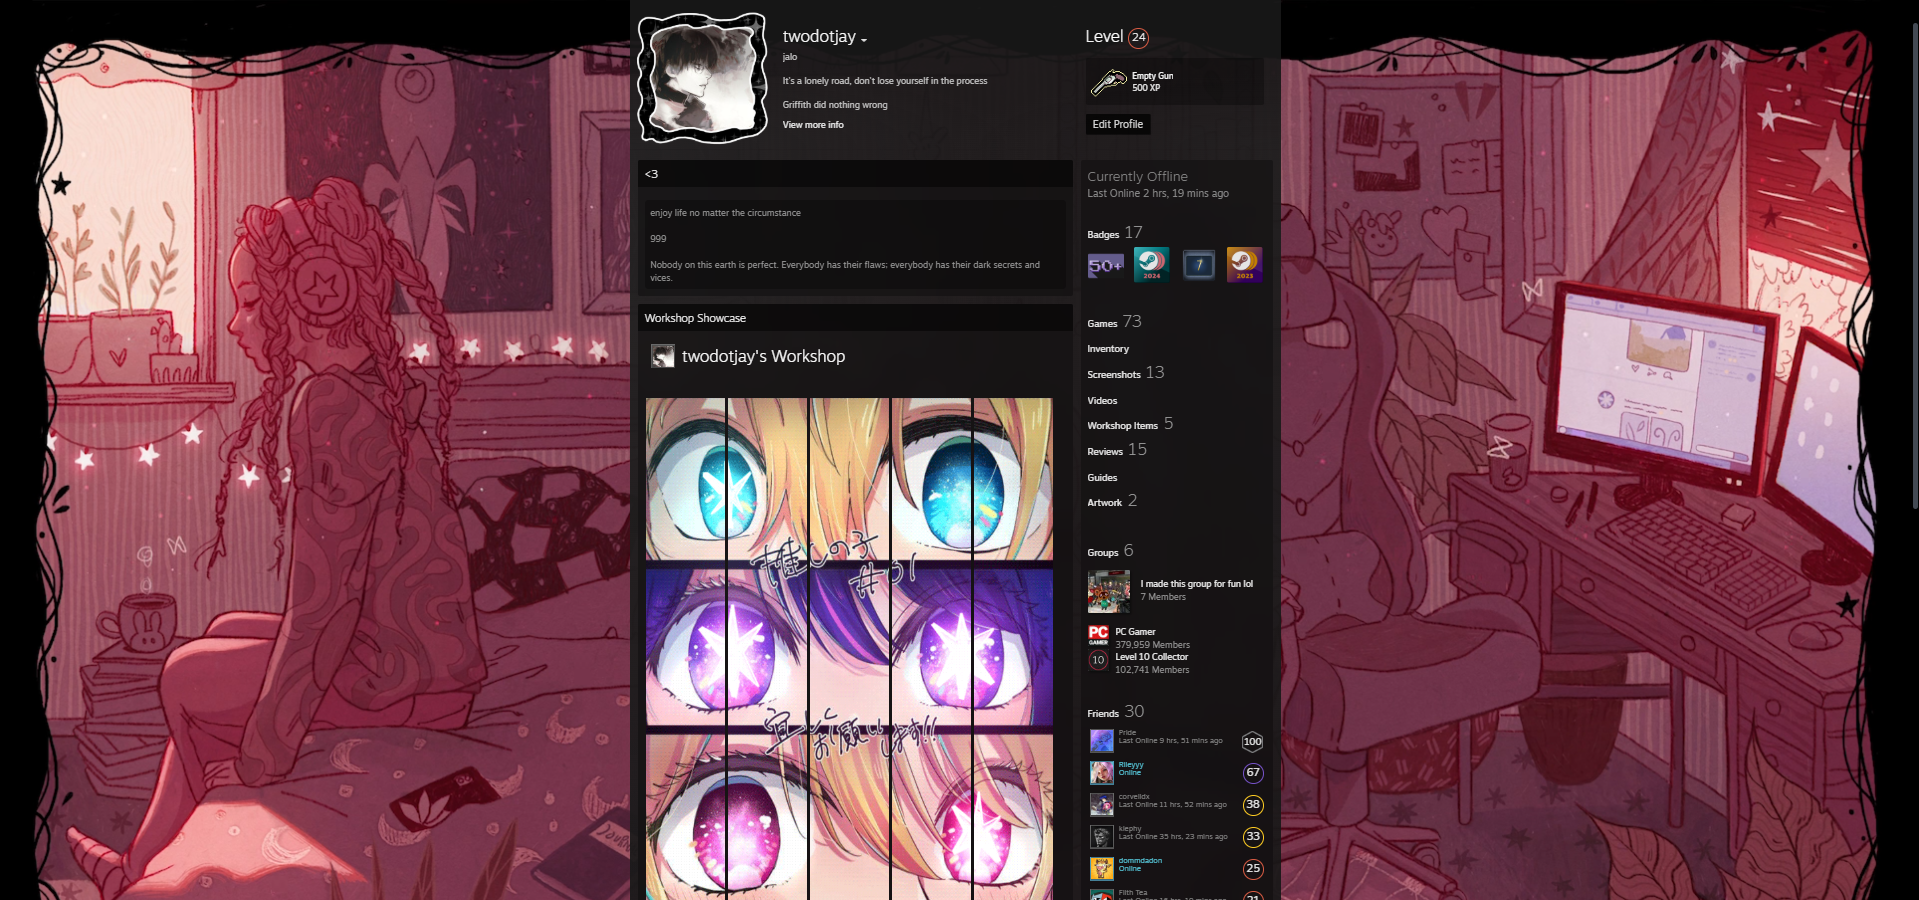 twodotjay
jalo
It's a lonely road, don't lose yourself in the process
Griffith did nothing wrong
View more info
Level 24
Empty Gun
500 XP
Edit Profile
<3
enjoy life no matter the circumstance
999
Nobody on this earth is perfect. Everybody has their flaws; everybody has their dark secrets and
vices.
Workshop Showcase
twodotjay's Workshop
推しの子
#01
宜しくお願いします!!
Currently Offline
Last Online 2 hrs, 19 mins ago
Badges 17
50+
2024
2023
Games 73
Inventory
Screenshots 13
Videos
Workshop Items 5
Reviews 15
Guides
Artwork 2
Groups 6
I made this group for fun lol
7 Members
PC
GAMER
PC Gamer
379,959 Members
10
Level 10 Collector
102,741 Members
Friends 30
Pride
Last Online 9 hrs, 51 mins ago
100
Rileyyy
Online
67
corvelidx
Last Online 11 hrs, 52 mins ago
38
klephy
Last Online 35 hrs, 23 mins ago
33
dommdadon
Online
25
Filth Tea